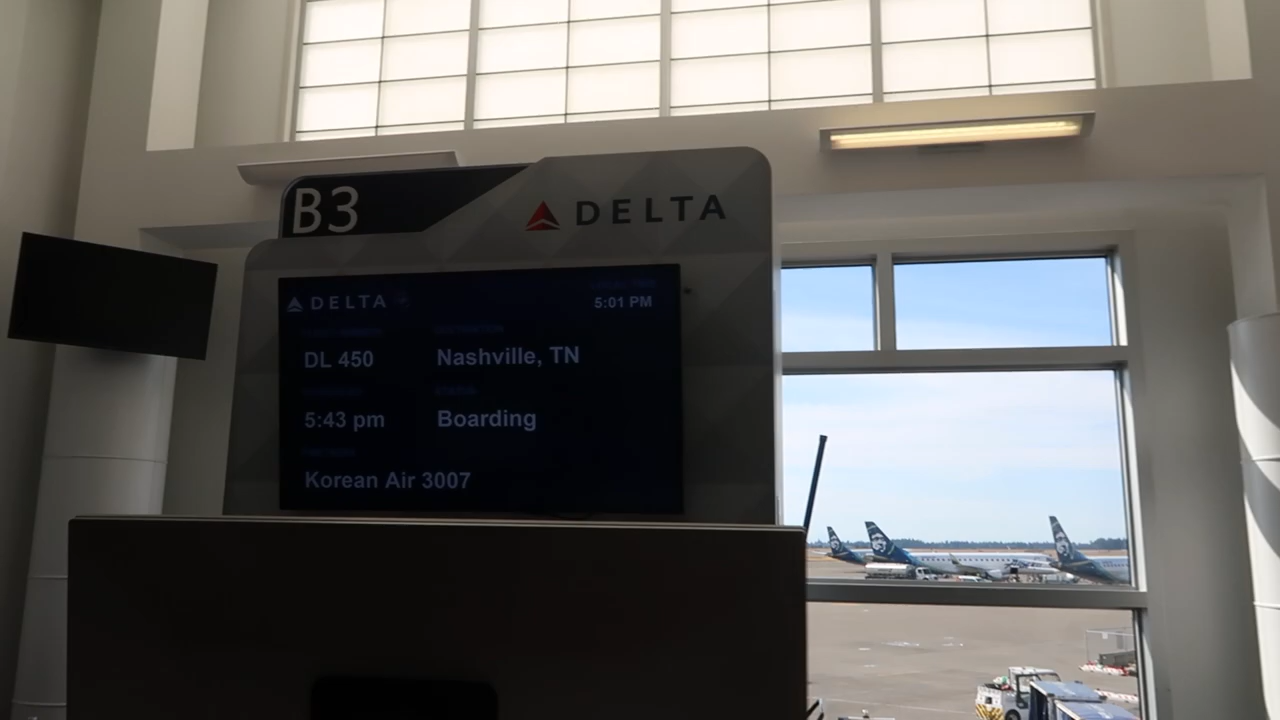 B3
DELTA
DELTA
5:01 PM
DL 450
Nashville, TN
5:43 pm
Boarding
Korean Air 3007